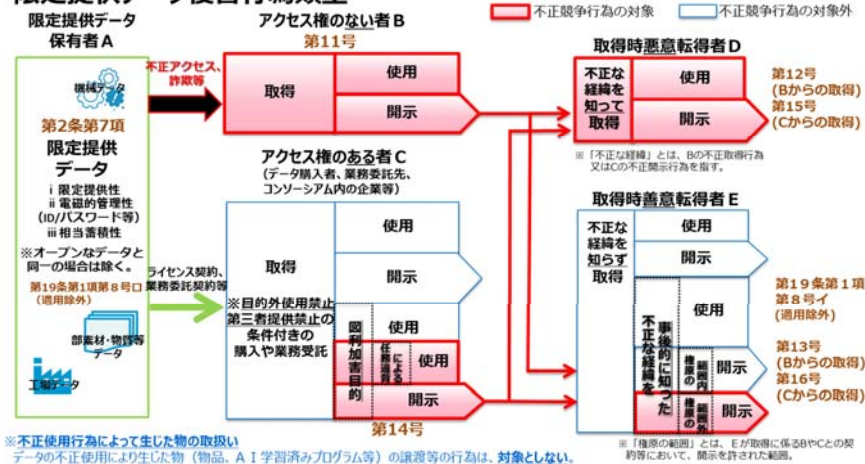 限定提供データ侵害行為類型
不正競争行為の対象
不正競争行為の対象外
限定提供データ
保有者A
機械データ
第2条第7項
限定提供
データ
ⅰ 限定提供性
ⅱ 電磁的管理性
(ID/パスワード等)
ⅲ 相当蓄積性
※オープンなデータと
同一の場合は除く。
第19条第1項第8号ロ
(適用除外)
部素材・物質等
データ
工場データ
不正アクセス、
詐欺等
ライセンス契約、
業務委託契約等
アクセス権のない者B
第11号
取得
使用
開示
アクセス権のある者C
(データ購入者、業務委託先、
コンソーシアム内の企業等)
取得
※目的外使用禁止
第三者提供禁止の
条件付きの
購入や業務受託
使用
開示
使用
図利加害目的
任務違背
による
使用
開示
第14号
取得時悪意転得者D
不正な
経緯を
知って
取得
使用
開示
第12号
(Bからの取得)
第15号
(Cからの取得)
※「不正な経緯」とは、Bの不正取得行為
又はCの不正開示行為を指す。
取得時善意転得者E
不正な
経緯を
知らず
取得
使用
開示
使用
事後的に知った
不正な経緯を
権原の
範囲内
開示
権原の
範囲外
開示
第19条第1項
第8号イ
(適用除外)
第13号
(Bからの取得)
第16号
(Cからの取得)
※「権原の範囲」とは、Eが取得に係るBやCとの契
約等において、開示を許された範囲。
※不正使用行為によって生じた物の取扱い
データの不正使用により生じた物(物品、AI学習済みプログラム等)の譲渡等の行為は、対象としない。